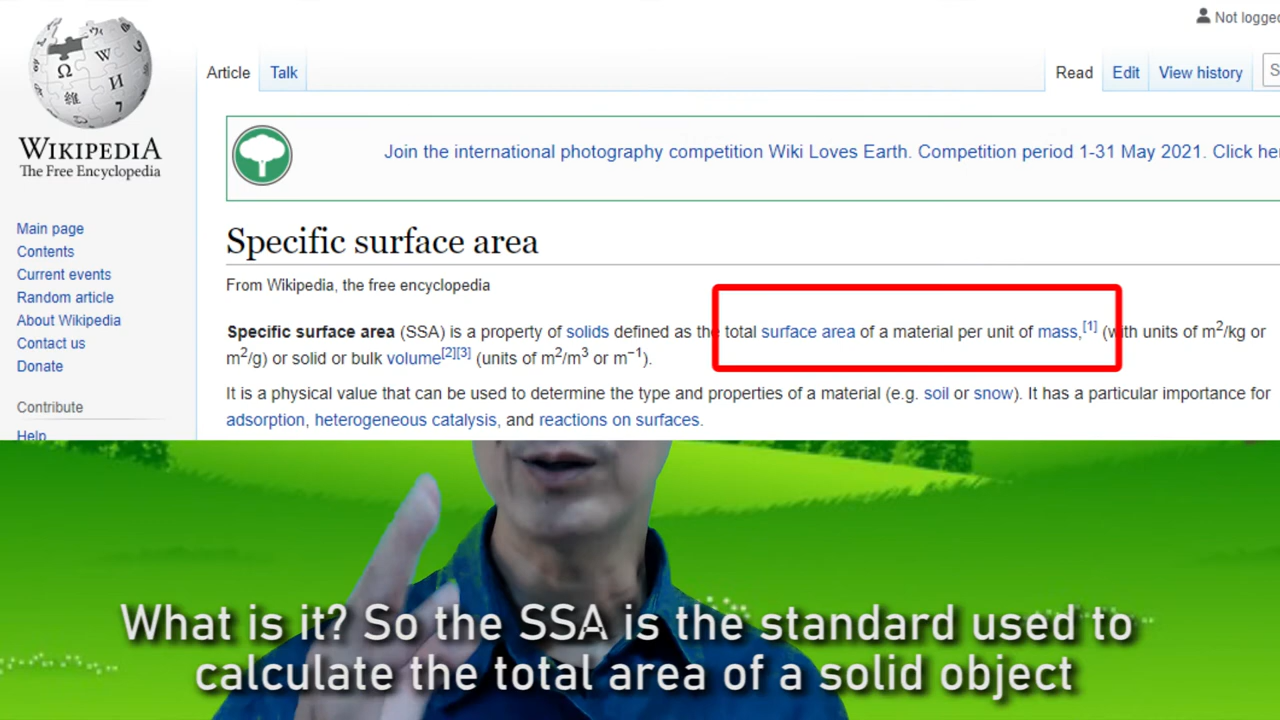 Not logged
Article Talk Read Edit View history S
WIKIPEDIA
The Free Encyclopedia
Join the international photography competition Wiki Loves Earth. Competition period 1-31 May 2021. Click
Main page
Contents
Current events
Random article
About Wikipedia
Contact us
Donate
Contribute
Help
Specific surface area
From Wikipedia, the free encyclopedia
Specific surface area (SSA) is a property of solids defined as the total surface area of a material per unit of mass,[1] (with units of m²/kg or
m²/g) or solid or bulk volume[2][3] (units of m²/m³ or m⁻¹).
It is a physical value that can be used to determine the type and properties of a material (e.g. soil or snow). It has a particular importance for
adsorption, heterogeneous catalysis, and reactions on surfaces.
What is it? So the SSA is the standard used to
calculate the total area of a solid object